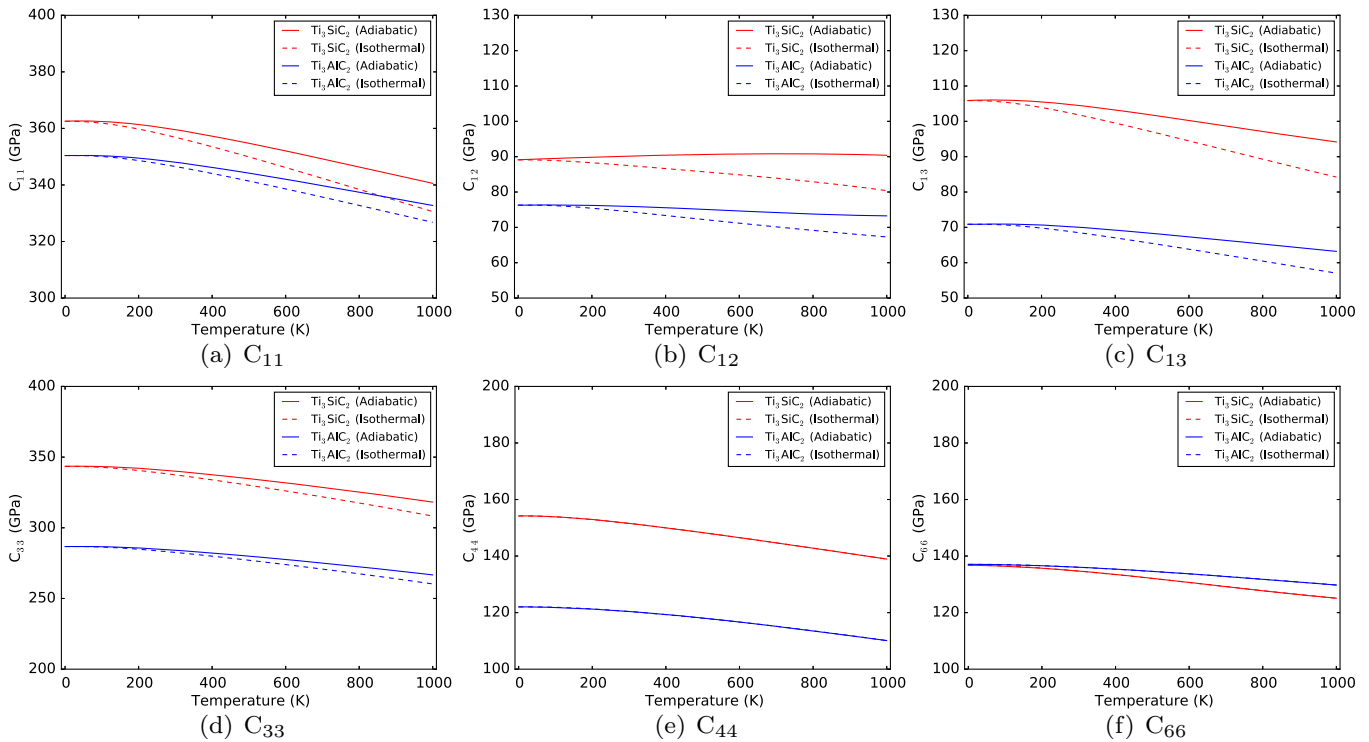 400
380
360
340
320
300
C11 (GPa)
Ti3SiC2 (Adiabatic)
Ti3SiC2 (Isothermal)
Ti3AlC2 (Adiabatic)
Ti3AlC2 (Isothermal)
0 200 400 600 800 1000
Temperature (K)
(a) C11
130
120
110
100
90
80
70
60
50
C12 (GPa)
Ti3SiC2 (Adiabatic)
Ti3SiC2 (Isothermal)
Ti3AlC2 (Adiabatic)
Ti3AlC2 (Isothermal)
0 200 400 600 800 1000
Temperature (K)
(b) C12
130
120
110
100
90
80
70
60
50
C13 (GPa)
Ti3SiC2 (Adiabatic)
Ti3SiC2 (Isothermal)
Ti3AlC2 (Adiabatic)
Ti3AlC2 (Isothermal)
0 200 400 600 800 1000
Temperature (K)
(c) C13
400
350
300
250
200
C33 (GPa)
Ti3SiC2 (Adiabatic)
Ti3SiC2 (Isothermal)
Ti3AlC2 (Adiabatic)
Ti3AlC2 (Isothermal)
0 200 400 600 800 1000
Temperature (K)
(d) C33
200
180
160
140
120
100
C44 (GPa)
Ti3SiC2 (Adiabatic)
Ti3SiC2 (Isothermal)
Ti3AlC2 (Adiabatic)
Ti3AlC2 (Isothermal)
0 200 400 600 800 1000
Temperature (K)
(e) C44
200
180
160
140
120
100
C66 (GPa)
Ti3SiC2 (Adiabatic)
Ti3SiC2 (Isothermal)
Ti3AlC2 (Adiabatic)
Ti3AlC2 (Isothermal)
0 200 400 600 800 1000
Temperature (K)
(f) C66